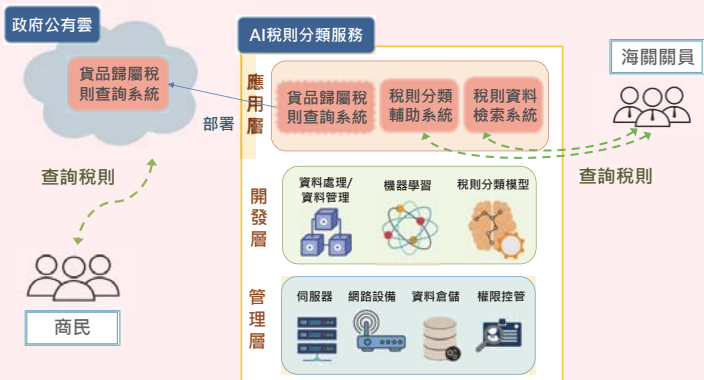 政府公有雲
貨品歸屬稅
則查詢系統
查詢稅則
商民
部署
AI稅則分類服務
應用層
貨品歸屬稅
則查詢系統
稅則分類
輔助系統
稅則資料
檢索系統
開發層
資料處理/
資料管理
機器學習
稅則分類模型
管理層
伺服器
網路設備
資料倉儲
權限控管
海關關員
查詢稅則